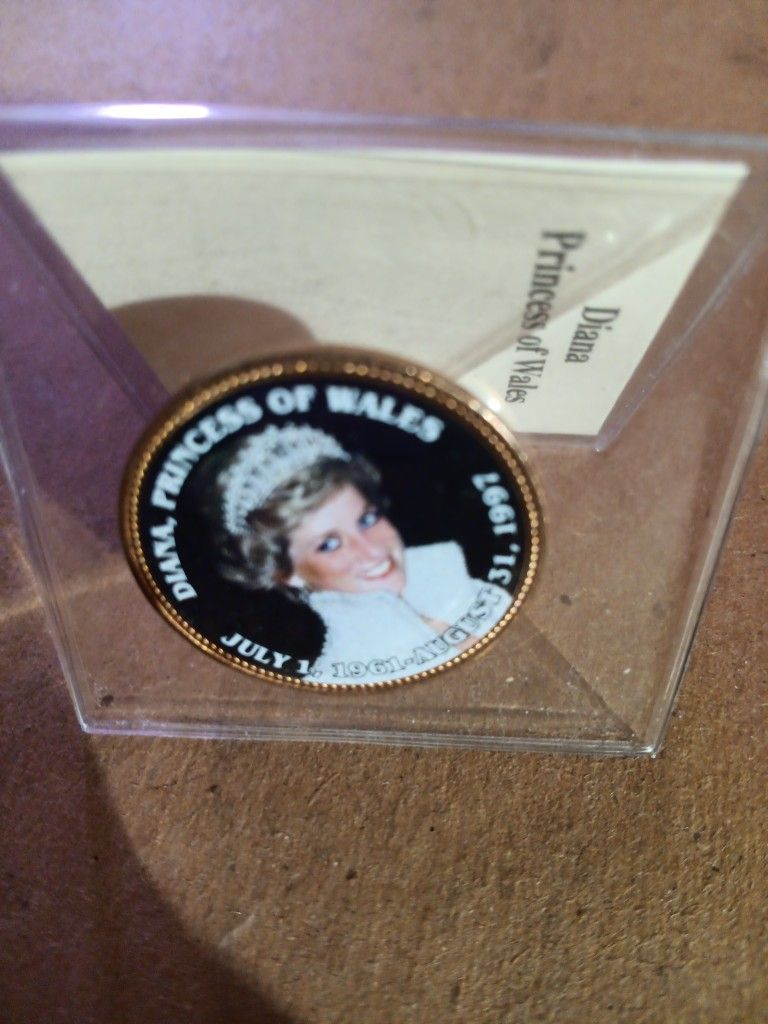 DIANA, PRINCESS OF WALES
JULY 1, 1961-AUGUST 31, 1997
Diana
Princess of Wales